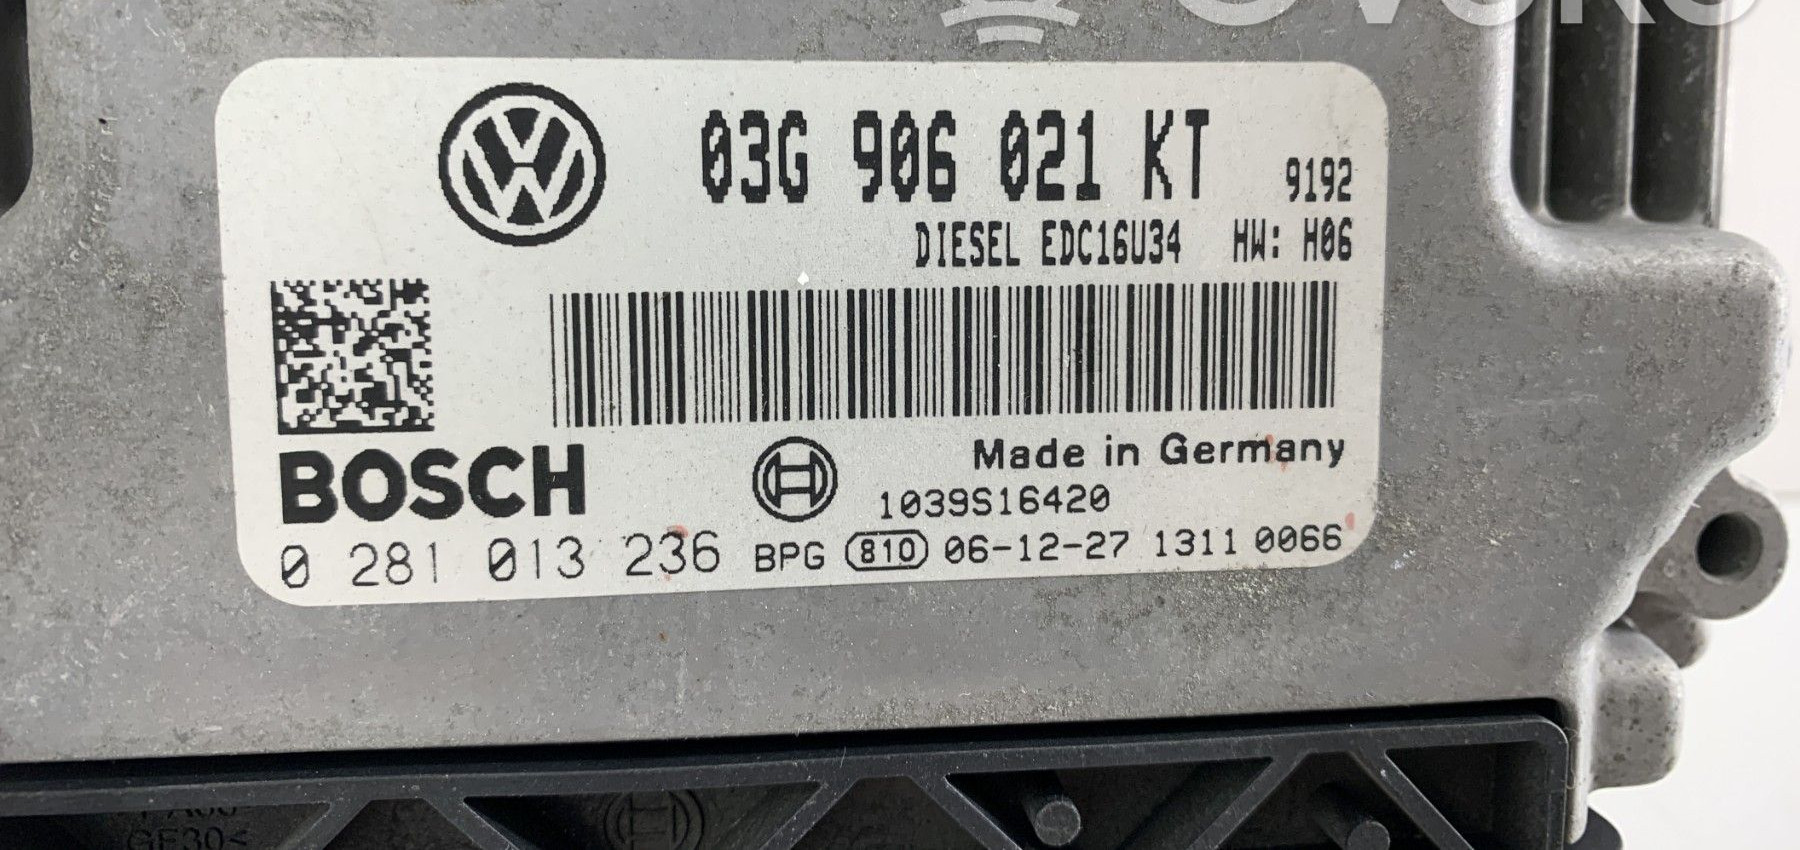 03G 906 021 KT 9192
DIESEL EDC16U34 HW: H06
BOSCH
Made in Germany
1039S16420
0 281 013 236 BPG 810 06-12-27 1311 0066
GF30<